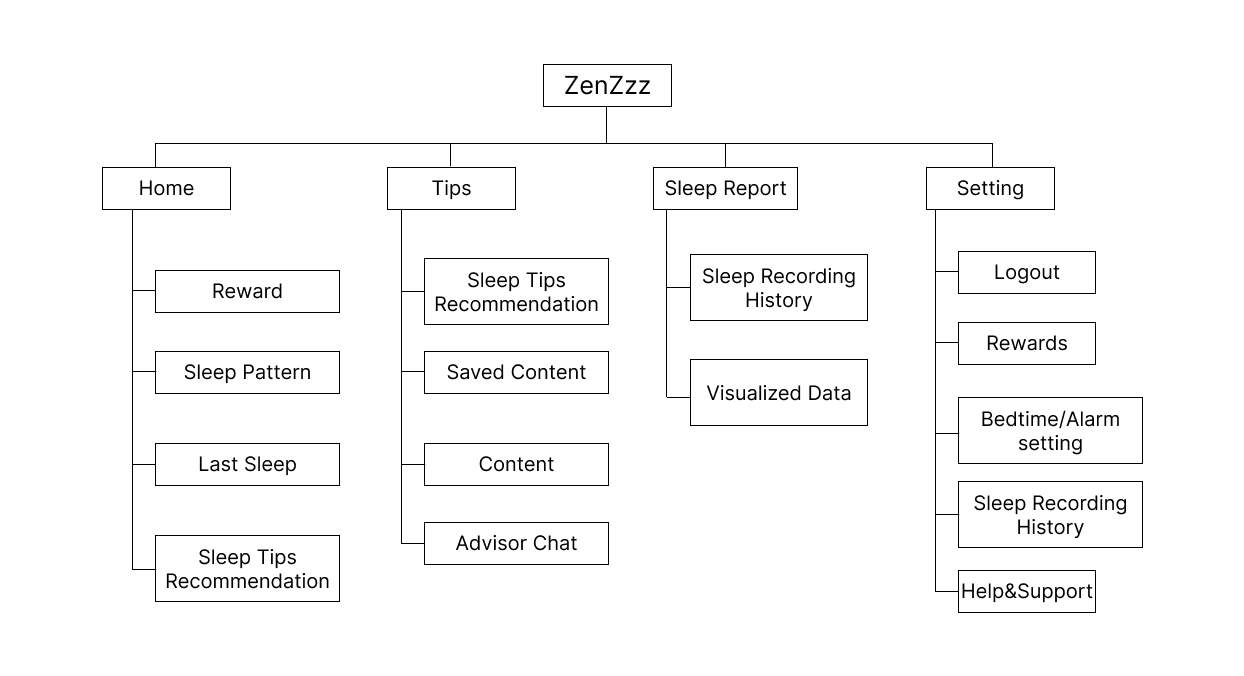 ZenZzz
Home
Tips
Sleep Report
Setting
Reward
Sleep Pattern
Last Sleep
Sleep Tips
Recommendation
Sleep Tips
Recommendation
Saved Content
Content
Advisor Chat
Sleep Recording
History
Visualized Data
Logout
Rewards
Bedtime/Alarm
setting
Sleep Recording
History
Help&Support